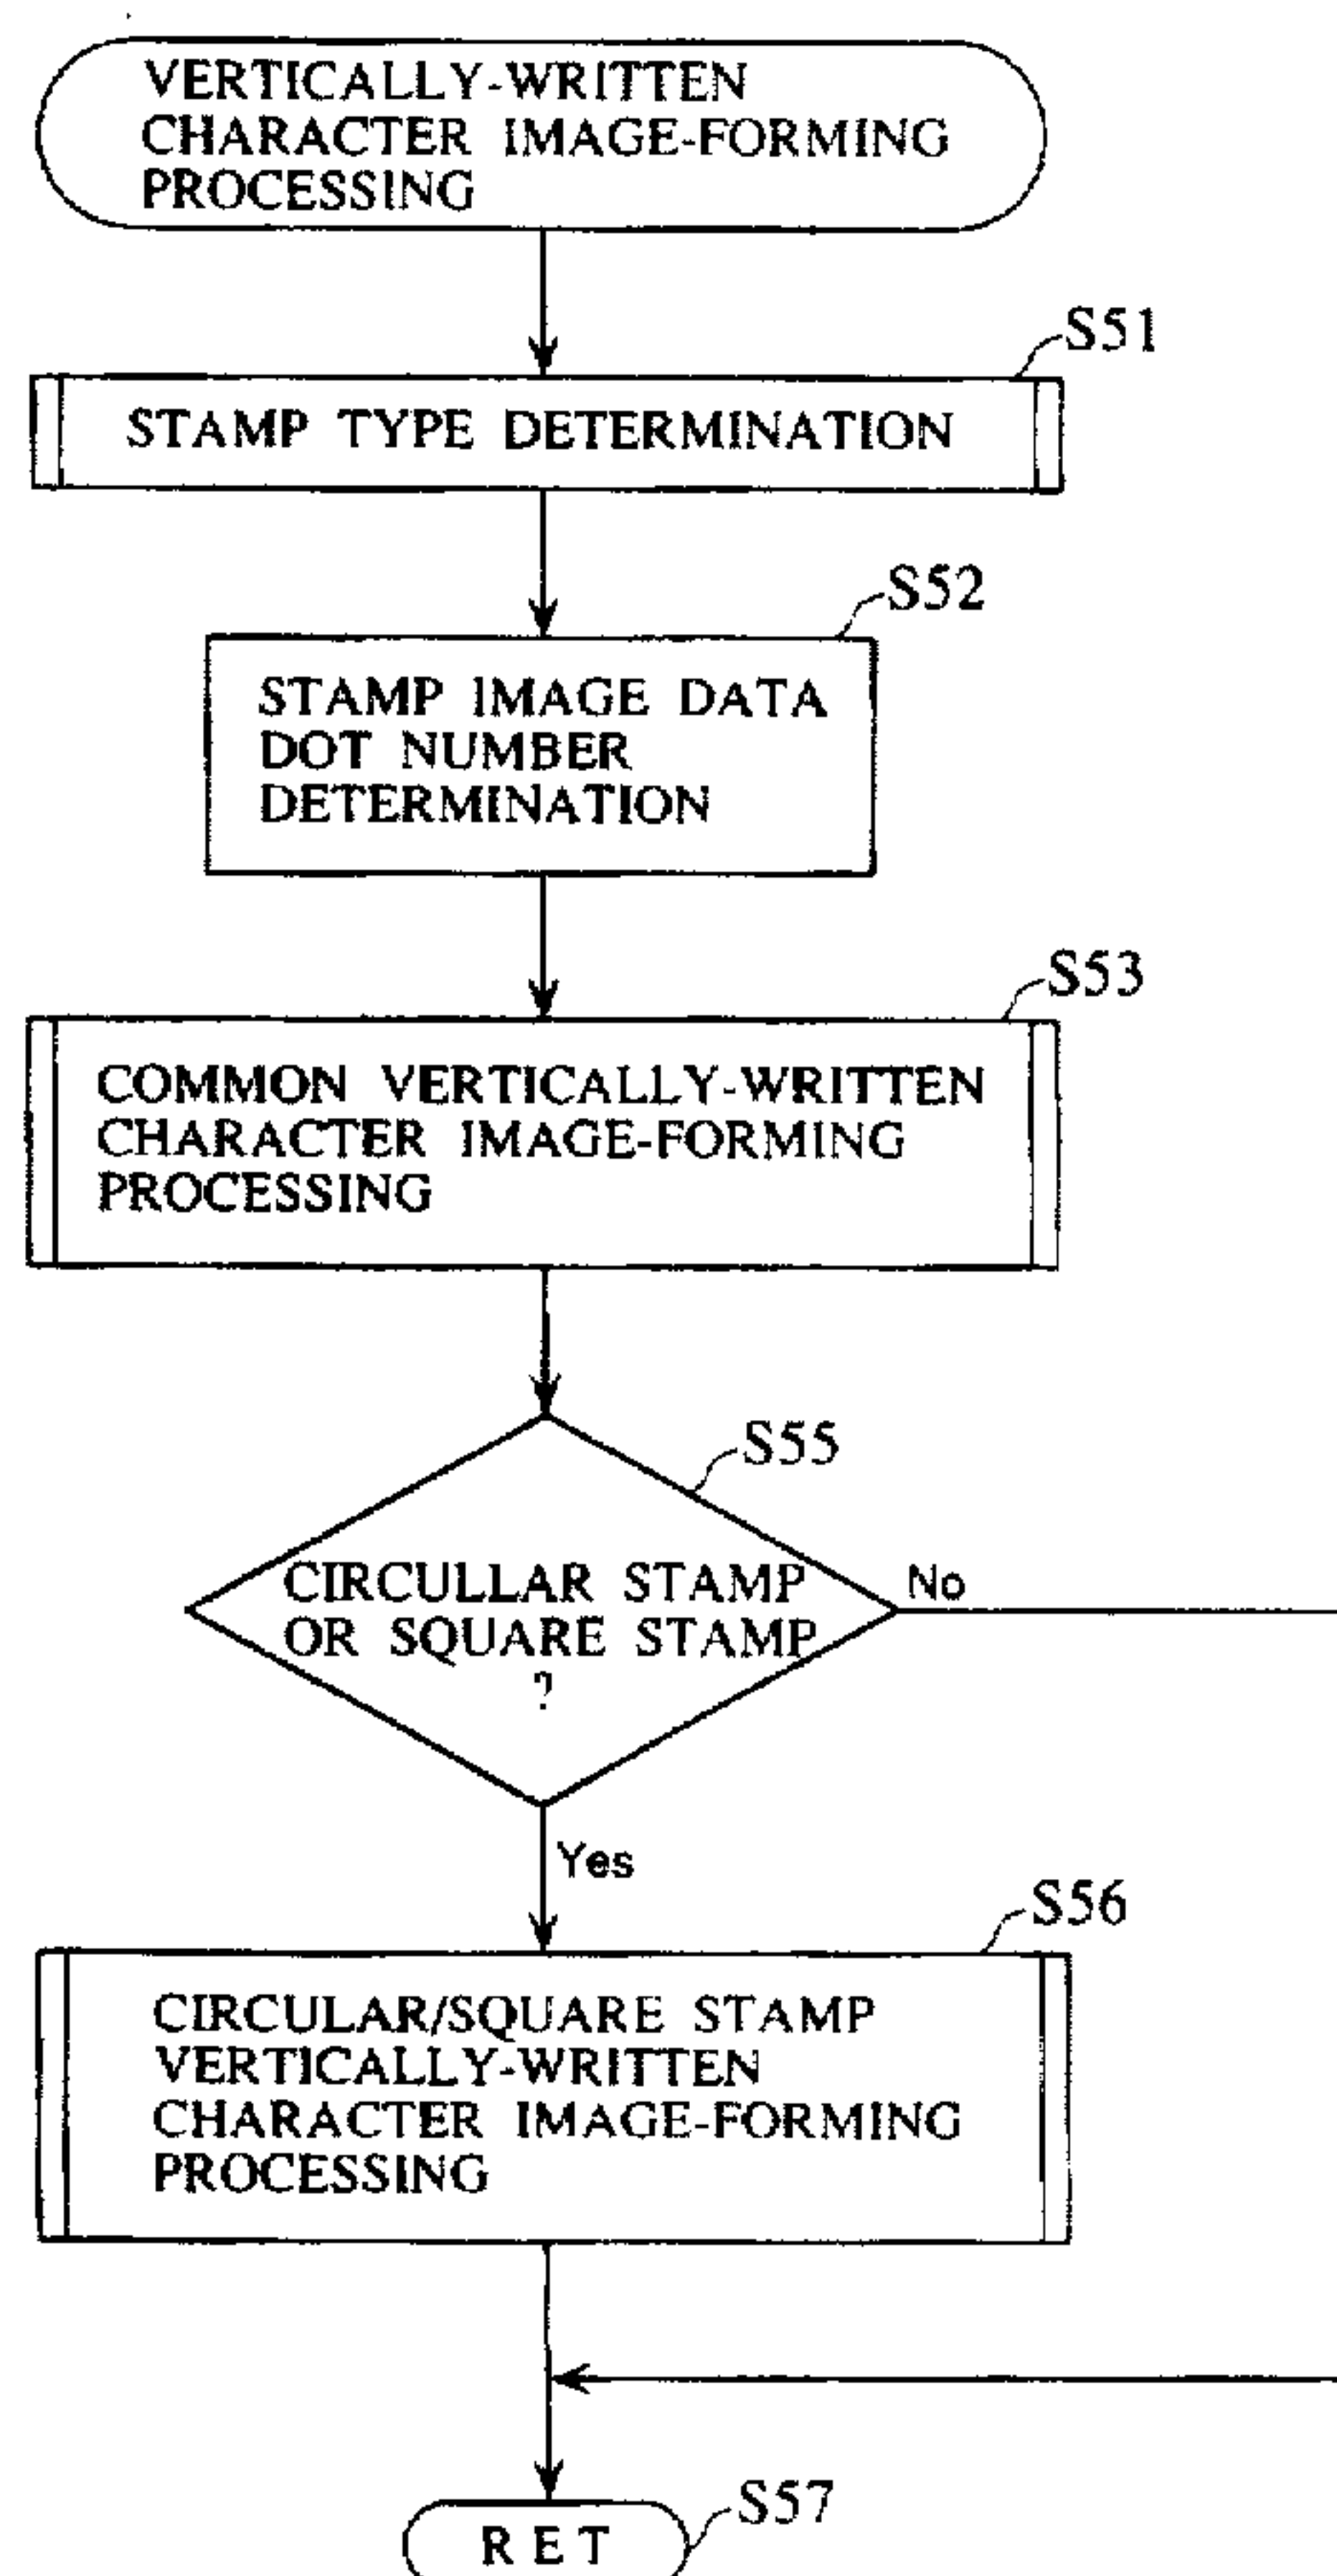 VERTICALLY-WRITTEN
CHARACTER IMAGE-FORMING
PROCESSING
S51
STAMP TYPE DETERMINATION
S52
STAMP IMAGE DATA
DOT NUMBER
DETERMINATION
S53
COMMON VERTICALLY-WRITTEN
CHARACTER IMAGE-FORMING
PROCESSING
S55
CIRCULLAR STAMP
OR SQUARE STAMP
?
No
Yes
S56
CIRCULAR/SQUARE STAMP
VERTICALLY-WRITTEN
CHARACTER IMAGE-FORMING
PROCESSING
S57
RET